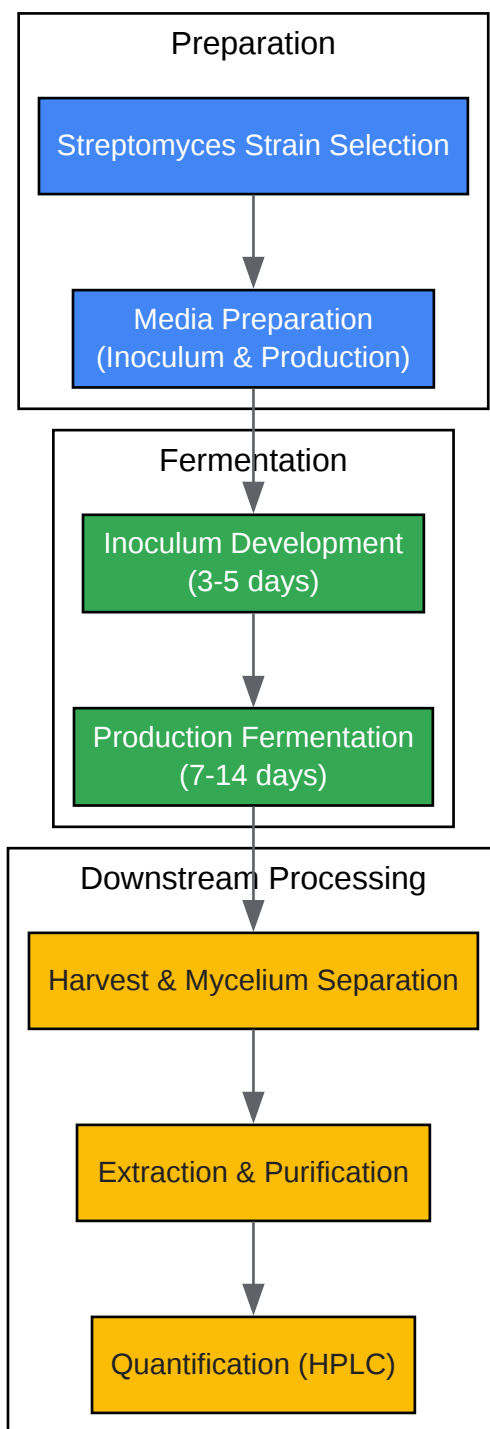 Preparation
Streptomyces Strain Selection
Media Preparation
(Inoculum & Production)
Fermentation
Inoculum Development
(3-5 days)
Production Fermentation
(7-14 days)
Downstream Processing
Harvest & Mycelium Separation
Extraction & Purification
Quantification (HPLC)